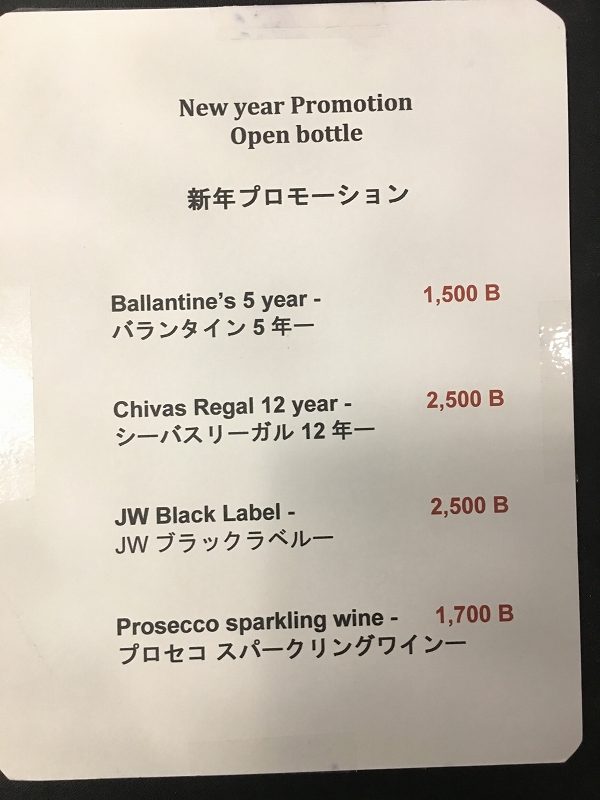 New year Promotion
Open bottle
新年プロモーション
Ballantine's 5 year - 1,500 B
バランタイン 5 年ー
Chivas Regal 12 year - 2,500 B
シーバスリーガル 12 年ー
JW Black Label - 2,500 B
JW ブラックラベルー
Prosecco sparkling wine - 1,700 B
プロセコ スパークリングワインー